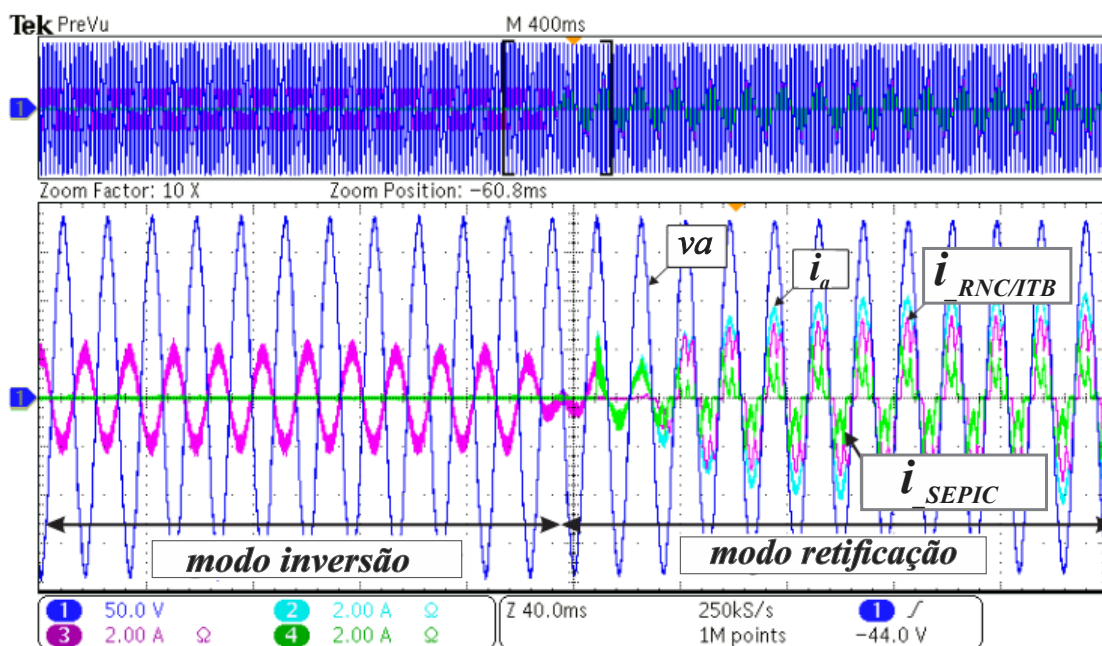 Tek PreVu
M 400ms
1
Zoom Factor: 10 X
Zoom Position: −60.8ms
va
i_a
i_RNC/ITB
1
i_SEPIC
modo inversão
modo retificação
1 50.0 V
2 2.00 A Ω
3 2.00 A Ω
4 2.00 A Ω
Z 40.0ms
250kS/s
1M points
1 ∫
−44.0 V